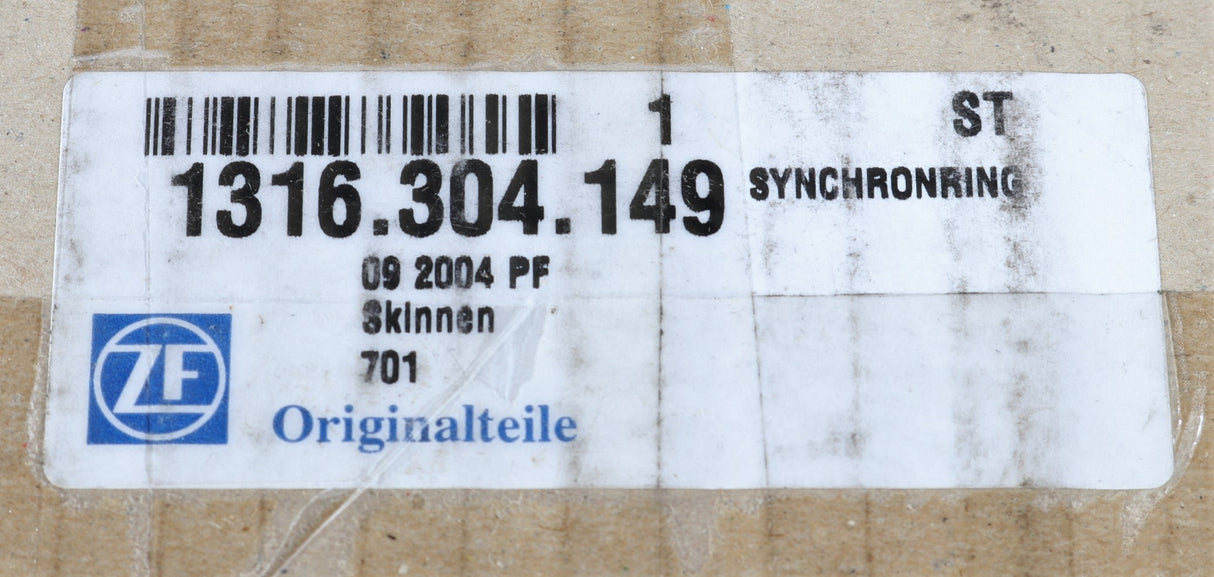 1 ST
1316.304.149 SYNCHRONRING
09 2004 PF
Skinnen
701
ZF
Originalteile